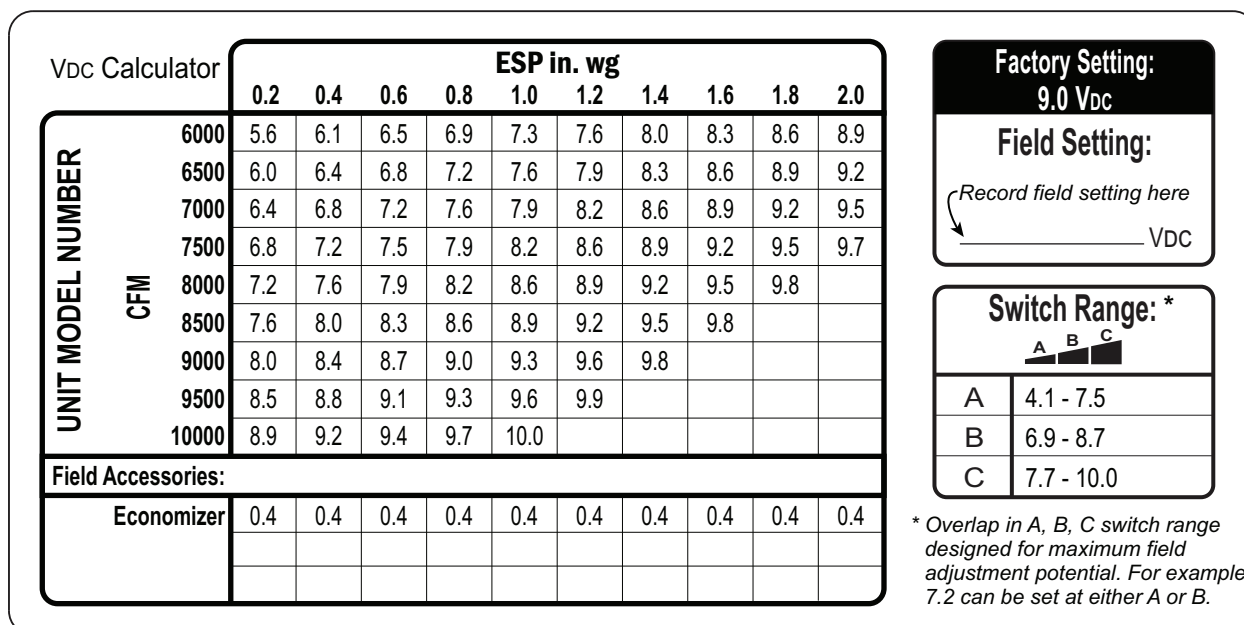 VDC Calculator
ESP in. wg
0.2 0.4 0.6 0.8 1.0 1.2 1.4 1.6 1.8 2.0
UNIT MODEL NUMBER
CFM
6000 5.6 6.1 6.5 6.9 7.3 7.6 8.0 8.3 8.6 8.9
6500 6.0 6.4 6.8 7.2 7.6 7.9 8.3 8.6 8.9 9.2
7000 6.4 6.8 7.2 7.6 7.9 8.2 8.6 8.9 9.2 9.5
7500 6.8 7.2 7.5 7.9 8.2 8.6 8.9 9.2 9.5 9.7
8000 7.2 7.6 7.9 8.2 8.6 8.9 9.2 9.5 9.8
8500 7.6 8.0 8.3 8.6 8.9 9.2 9.5 9.8
9000 8.0 8.4 8.7 9.0 9.3 9.6 9.8
9500 8.5 8.8 9.1 9.3 9.6 9.9
10000 8.9 9.2 9.4 9.7 10.0
Field Accessories:
Economizer 0.4 0.4 0.4 0.4 0.4 0.4 0.4 0.4 0.4 0.4
Factory Setting:
9.0 VDC
Field Setting:
Record field setting here
VDC
Switch Range: *
A B C
A 4.1 - 7.5
B 6.9 - 8.7
C 7.7 - 10.0
* Overlap in A, B, C switch range
designed for maximum field
adjustment potential. For example
7.2 can be set at either A or B.